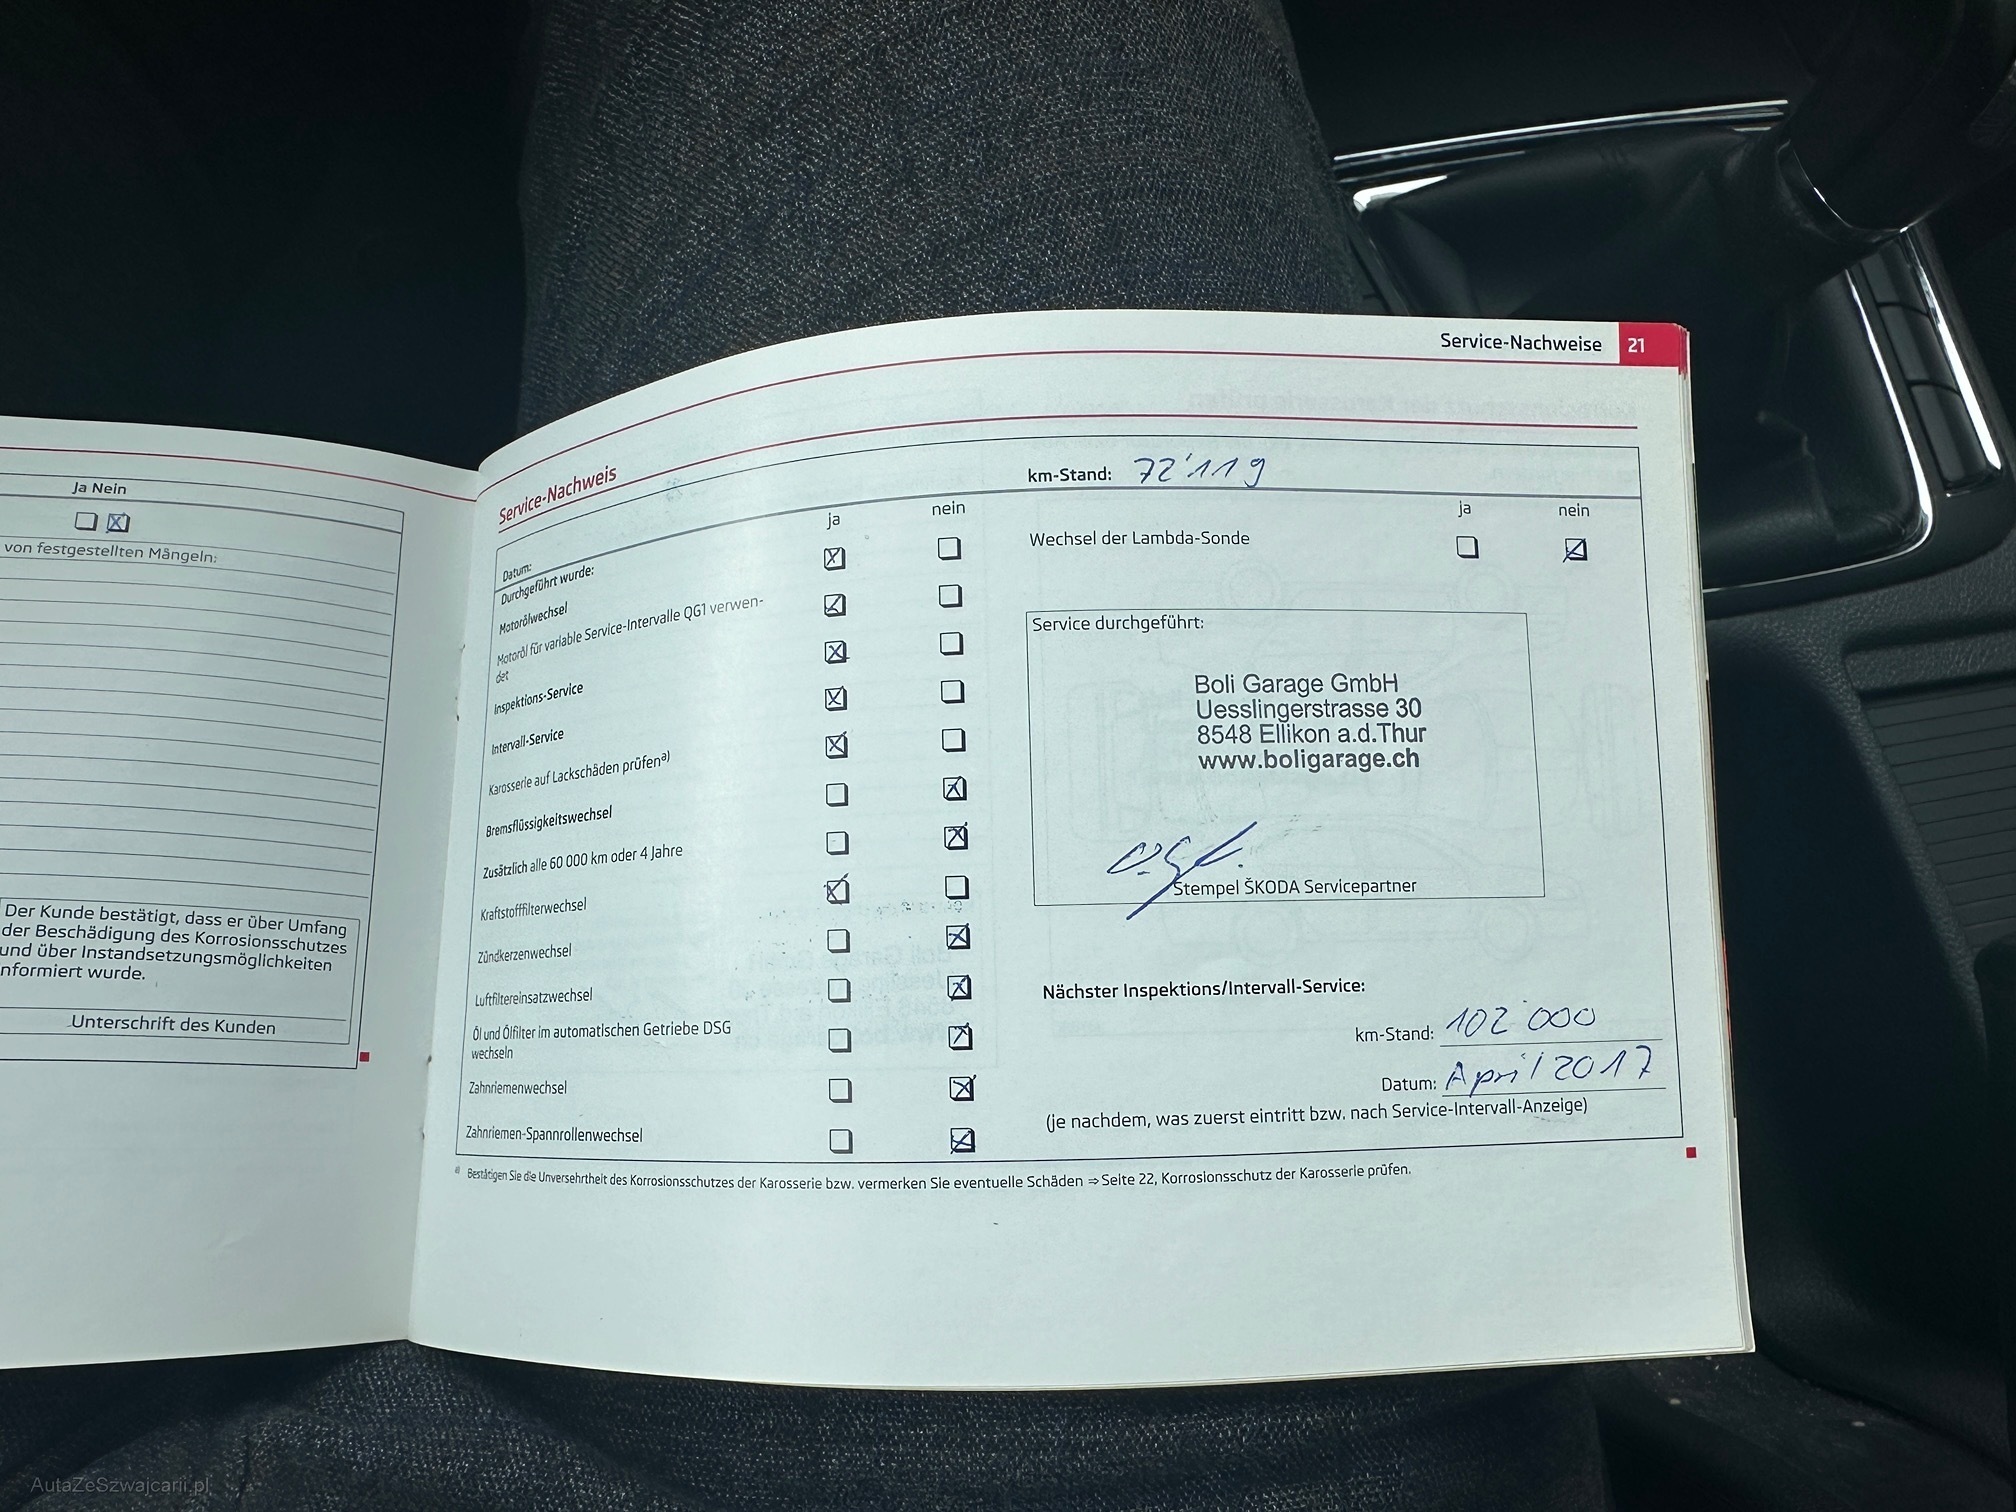 Service-Nachweise 21
Ja Nein
von festgestellten Mängeln:
Der Kunde bestätigt, dass er über Umfang
der Beschädigung des Korrosionsschutzes
und über Instandsetzungsmöglichkeiten
nformiert wurde.
Unterschrift des Kunden
Service-Nachweis
Datum:
km-Stand: 72'119
Durchgeführt wurde:
ja nein
Motorölwechsel
Motoröl für variable Service-Intervalle QG1 verwen-
det
Inspektions-Service
Intervall-Service
Karosserie auf Lackschäden prüfen a)
Bremsflüssigkeitswechsel
Zusätzlich alle 60 000 km oder 4 Jahre
Kraftstofffilterwechsel
Zündkerzenwechsel
Luftfiltereinsatzwechsel
Öl und Ölfilter im automatischen Getriebe DSG
wechseln
Zahnriemenwechsel
Zahnriemen-Spannrollenwechsel
ja nein
Wechsel der Lambda-Sonde
Service durchgeführt:
Boli Garage GmbH
Uesslingerstrasse 30
8548 Ellikon a.d.Thur
www.boligarage.ch
Stempel ŠKODA Servicepartner
Nächster Inspektions/Intervall-Service:
km-Stand: 102'000
Datum: April 2017
(je nachdem, was zuerst eintritt bzw. nach Service-Intervall-Anzeige)
a) Bestätigen Sie die Unversehrtheit des Korrosionsschutzes der Karosserie bzw. vermerken Sie eventuelle Schäden ⇒ Seite 22, Korrosionsschutz der Karosserie prüfen.
AutaZeSzwajcarii.pl